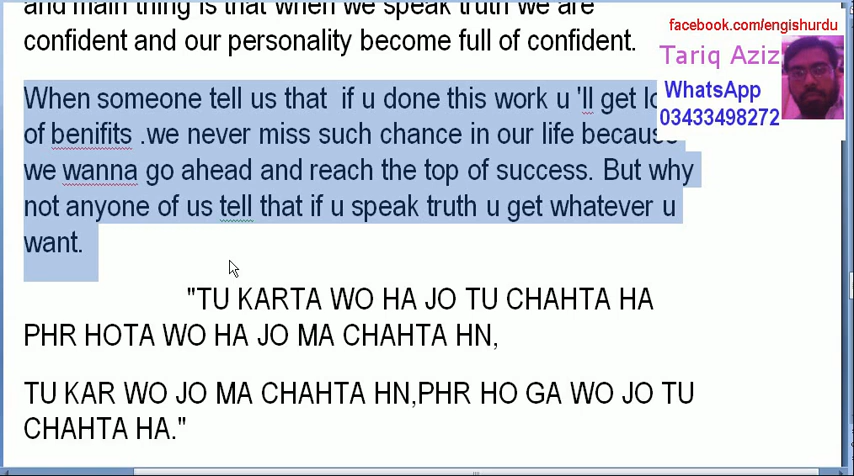 and main thing is that when we speak truth we are
confident and our personality become full of confident.
When someone tell us that if u done this work u 'll get
of benifits .we never miss such chance in our life because
we wanna go ahead and reach the top of success. But why
not anyone of us tell that if u speak truth u get whatever u
want.
"TU KARTA WO HA JO TU CHAHTA HA
PHR HOTA WO HA JO MA CHAHTA HN,
TU KAR WO JO MA CHAHTA HN,PHR HO GA WO JO TU
CHAHTA HA."
facebook.com/engishurdu
Tariq Aziz
WhatsApp
03433498272